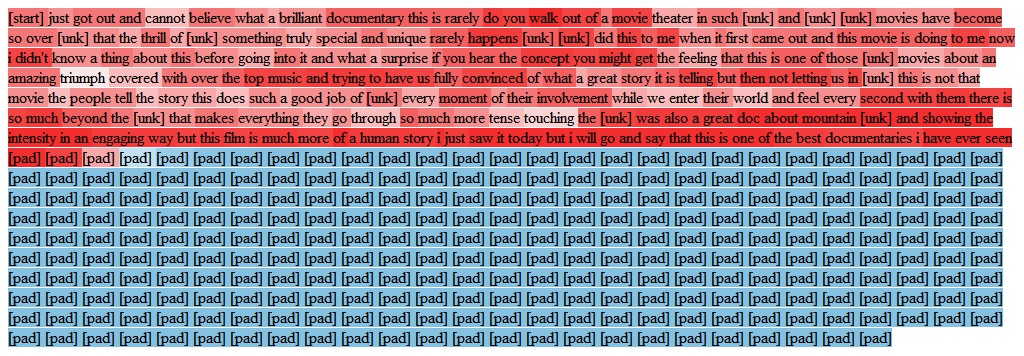 [start] just got out and cannot believe what a brilliant documentary this is rarely do you walk out of a movie theater in such [unk] and [unk] [unk] movies have become
so over [unk] that the thrill of [unk] something truly special and unique rarely happens [unk] [unk] did this to me when it first came out and this movie is doing to me now
i didn't know a thing about this before going into it and what a surprise if you hear the concept you might get the feeling that this is one of those [unk] movies about an
amazing triumph covered with over the top music and trying to have us fully convinced of what a great story it is telling but then not letting us in [unk] this is not that
movie the people tell the story this does such a good job of [unk] every moment of their involvement while we enter their world and feel every second with them there is
so much beyond the [unk] that makes everything they go through so much more tense touching the [unk] was also a great doc about mountain [unk] and showing the
intensity in an engaging way but this film is much more of a human story i just saw it today but i will go and say that this is one of the best documentaries i have ever seen
[pad] [pad] [pad] [pad] [pad] [pad] [pad] [pad] [pad] [pad] [pad] [pad] [pad] [pad] [pad] [pad] [pad] [pad] [pad] [pad] [pad] [pad] [pad] [pad] [pad] [pad] [pad]
[pad] [pad] [pad] [pad] [pad] [pad] [pad] [pad] [pad] [pad] [pad] [pad] [pad] [pad] [pad] [pad] [pad] [pad] [pad] [pad] [pad] [pad] [pad] [pad] [pad] [pad] [pad]
[pad] [pad] [pad] [pad] [pad] [pad] [pad] [pad] [pad] [pad] [pad] [pad] [pad] [pad] [pad] [pad] [pad] [pad] [pad] [pad] [pad] [pad] [pad] [pad] [pad] [pad] [pad]
[pad] [pad] [pad] [pad] [pad] [pad] [pad] [pad] [pad] [pad] [pad] [pad] [pad] [pad] [pad] [pad] [pad] [pad] [pad] [pad] [pad] [pad] [pad] [pad] [pad] [pad] [pad]
[pad] [pad] [pad] [pad] [pad] [pad] [pad] [pad] [pad] [pad] [pad] [pad] [pad] [pad] [pad] [pad] [pad] [pad] [pad] [pad] [pad] [pad] [pad] [pad] [pad] [pad] [pad]
[pad] [pad] [pad] [pad] [pad] [pad] [pad] [pad] [pad] [pad] [pad] [pad] [pad] [pad] [pad] [pad] [pad] [pad] [pad] [pad] [pad] [pad] [pad] [pad] [pad] [pad] [pad]
[pad] [pad] [pad] [pad] [pad] [pad] [pad] [pad] [pad] [pad] [pad] [pad] [pad] [pad] [pad] [pad] [pad] [pad] [pad] [pad] [pad] [pad] [pad] [pad] [pad] [pad] [pad]
[pad] [pad] [pad] [pad] [pad] [pad] [pad] [pad] [pad] [pad] [pad] [pad] [pad] [pad] [pad] [pad] [pad] [pad] [pad] [pad] [pad] [pad] [pad] [pad] [pad] [pad] [pad]
[pad] [pad] [pad] [pad] [pad] [pad] [pad] [pad] [pad] [pad] [pad] [pad] [pad] [pad] [pad] [pad] [pad] [pad] [pad] [pad] [pad] [pad] [pad] [pad] [pad] [pad] [pad]
[pad] [pad] [pad] [pad] [pad] [pad] [pad] [pad] [pad] [pad] [pad] [pad] [pad] [pad] [pad] [pad] [pad] [pad] [pad] [pad] [pad] [pad] [pad] [pad]